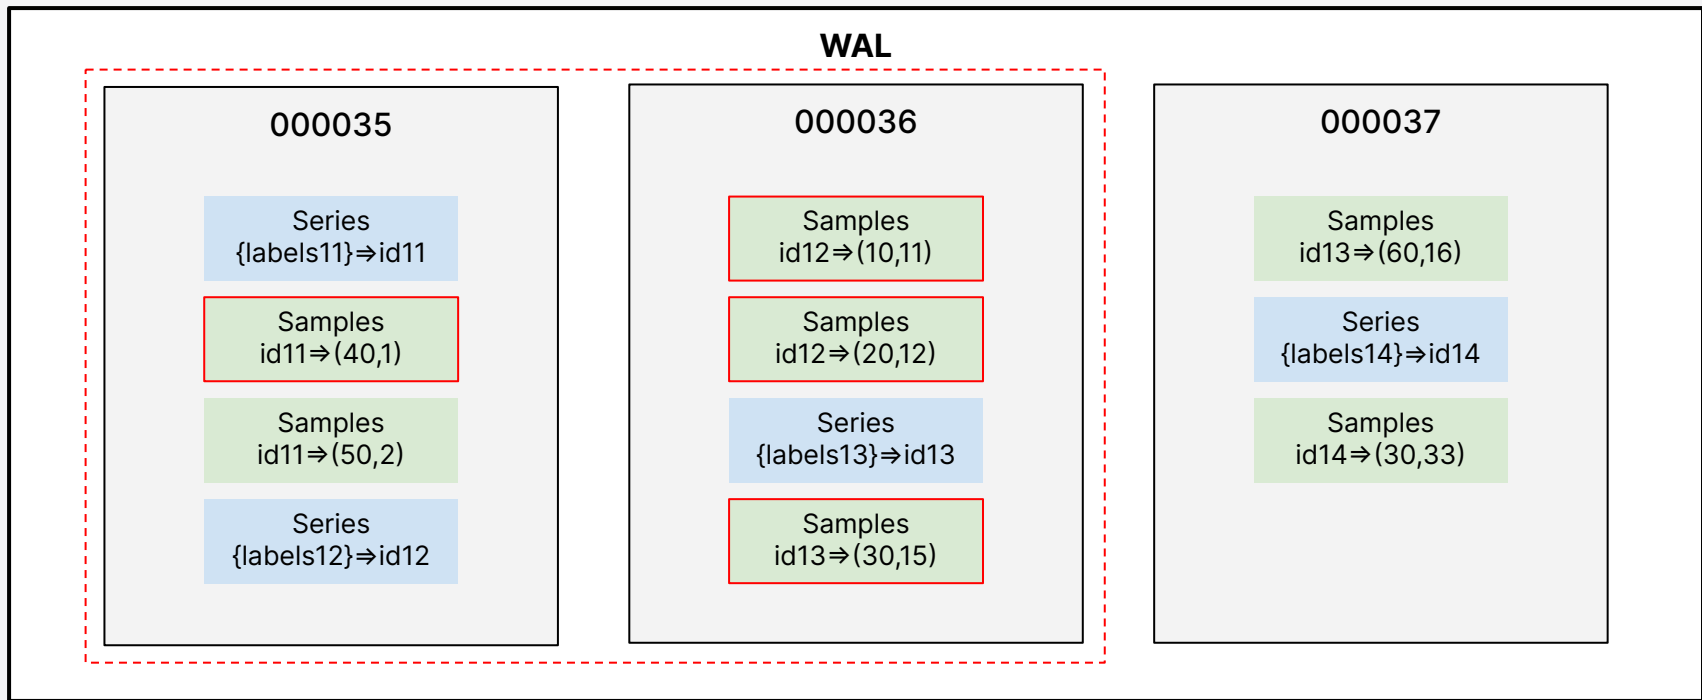 WAL
000035
Series
{labels11}⇒id11
Samples
id11⇒(40,1)
Samples
id11⇒(50,2)
Series
{labels12}⇒id12
000036
Samples
id12⇒(10,11)
Samples
id12⇒(20,12)
Series
{labels13}⇒id13
Samples
id13⇒(30,15)
000037
Samples
id13⇒(60,16)
Series
{labels14}⇒id14
Samples
id14⇒(30,33)